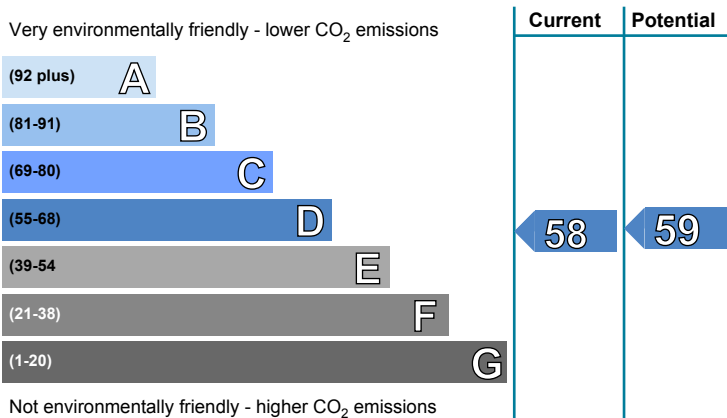 Very environmentally friendly - lower CO₂ emissions
Current
Potential
(92 plus) A
(81-91) B
(69-80) C
(55-68) D
58
59
(39-54 E
(21-38) F
(1-20) G
Not environmentally friendly - higher CO₂ emissions